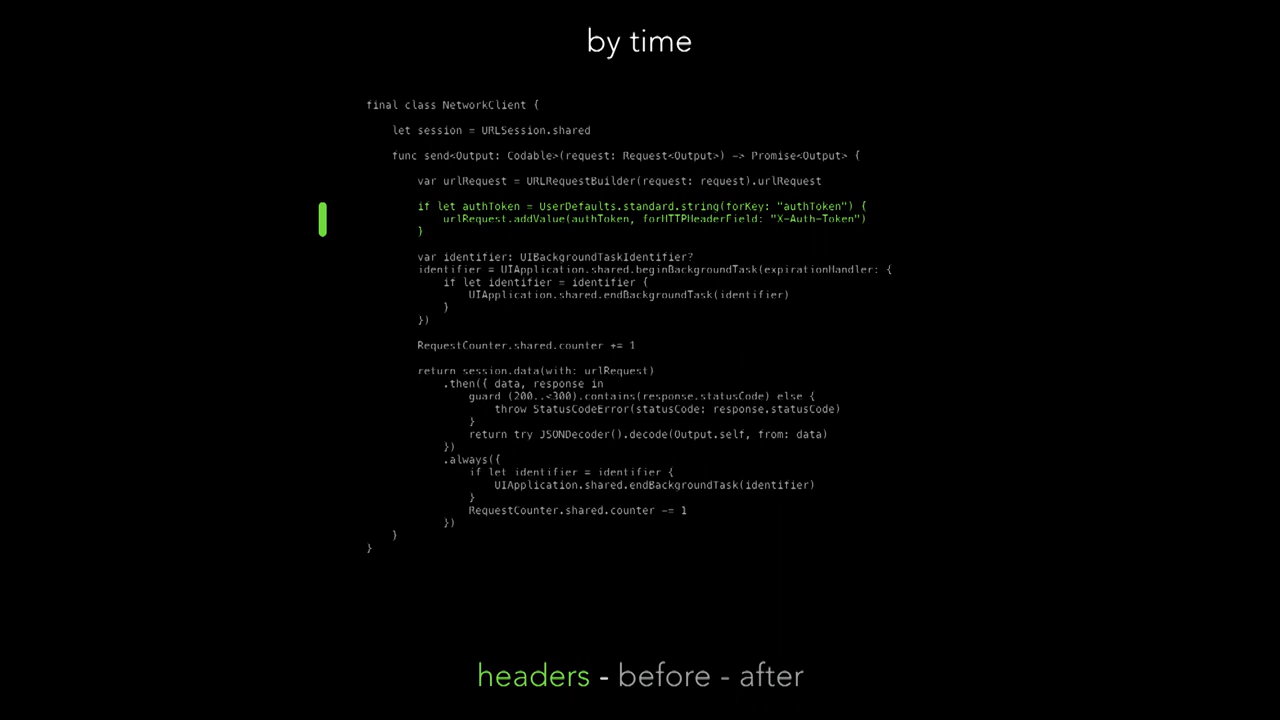 by time
final class NetworkClient {
let session = URLSession.shared
func send<Output: Codable>(request: Request<Output>) -> Promise<Output> {
var urlRequest = URLRequestBuilder(request: request).urlRequest
if let authToken = UserDefaults.standard.string(forKey: "authToken") {
urlRequest.addValue(authToken, forHTTPHeaderField: "X-Auth-Token")
}
var identifier: UIBackgroundTaskIdentifier?
identifier = UIApplication.shared.beginBackgroundTask(expirationHandler: {
if let identifier = identifier {
UIApplication.shared.endBackgroundTask(identifier)
}
})
RequestCounter.shared.counter += 1
return session.data(with: urlRequest)
.then({ data, response in
guard (200..<300).contains(response.statusCode) else {
throw StatusCodeError(statusCode: response.statusCode)
}
return try JSONDecoder().decode(Output.self, from: data)
})
.always({
if let identifier = identifier {
UIApplication.shared.endBackgroundTask(identifier)
}
RequestCounter.shared.counter -= 1
})
}
}
headers - before - after